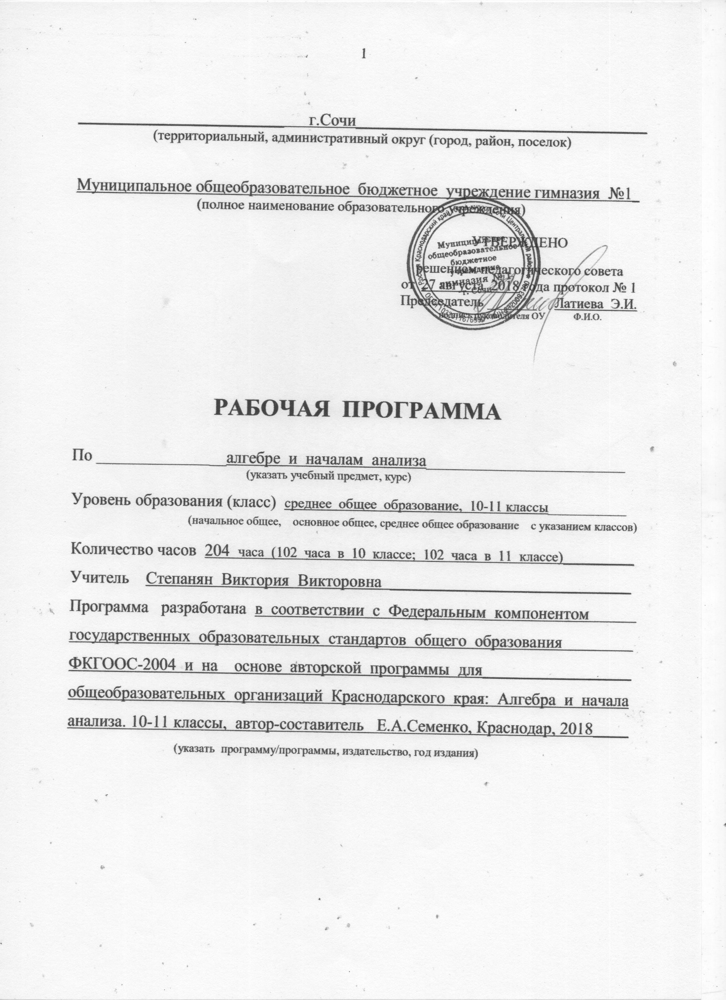 1
г.Сочи
(территориальный, административный округ (город, район, поселок)
Муниципальное общеобразовательное бюджетное учреждение гимназия №1
(полное наименование образовательного учреждения)
УТВЕРЖДЕНО
решением педагогического совета
от 27 августа 2018 года протокол № 1
Председатель Латиева Э.И.
подпись руководителя ОУ Ф.И.О.
Муниципальное
общеобразовательное
бюджетное
учреждение
гимназия № 1
г. Сочи
РАБОЧАЯ ПРОГРАММА
По алгебре и началам анализа
(указать учебный предмет, курс)
Уровень образования (класс) среднее общее образование, 10-11 классы
(начальное общее, основное общее, среднее общее образование с указанием классов)
Количество часов 204 часа (102 часа в 10 классе; 102 часа в 11 классе)
Учитель Степанян Виктория Викторовна
Программа разработана в соответствии с Федеральным компонентом
государственных образовательных стандартов общего образования
ФКГООС-2004 и на основе авторской программы для
общеобразовательных организаций Краснодарского края: Алгебра и начала
анализа. 10-11 классы, автор-составитель Е.А.Семенко, Краснодар, 2018
(указать программу/программы, издательство, год издания)